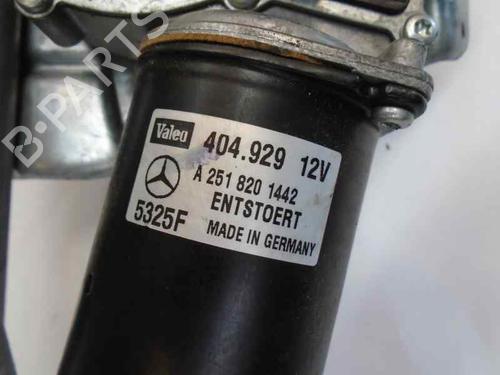 Valeo 404.929 12V
A 251 820 1442
ENTSTOERT
5325F MADE IN GERMANY
B-PARTS